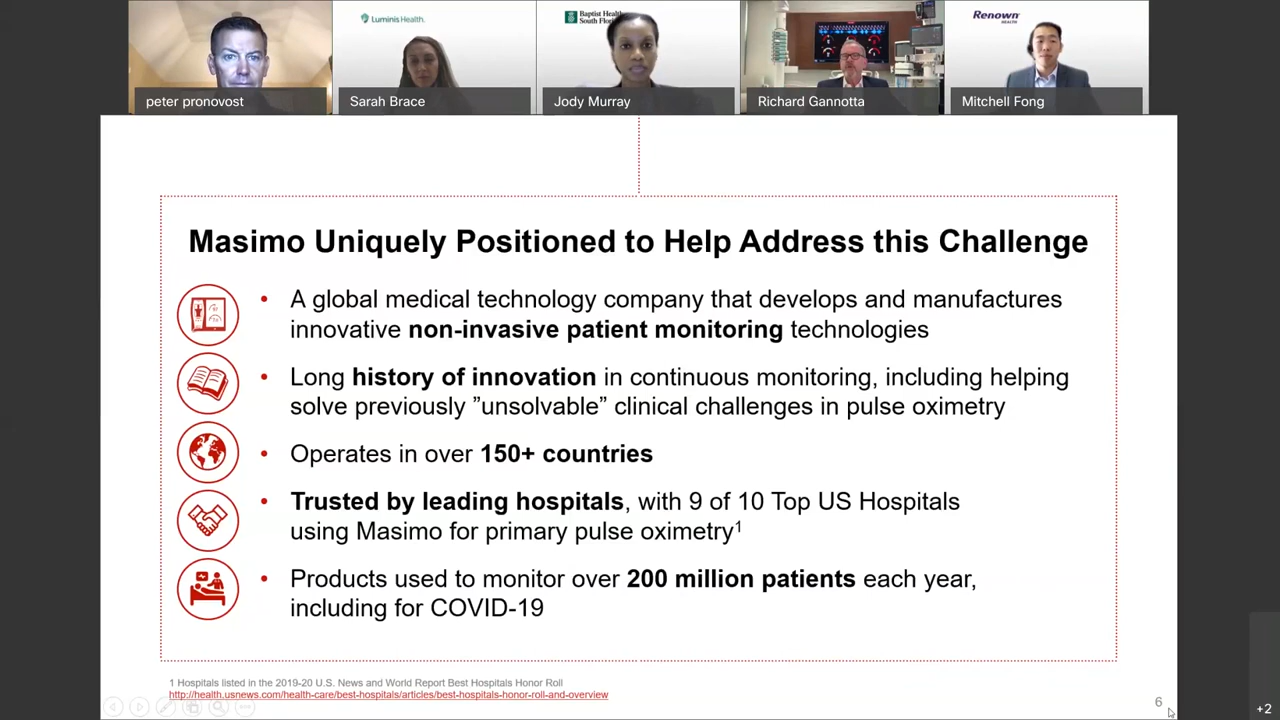 Luminis Health.
Baptist Health
South Florida
Renown
HEALTH
peter pronovost
Sarah Brace
Jody Murray
Richard Gannotta
Mitchell Fong
Masimo Uniquely Positioned to Help Address this Challenge
• A global medical technology company that develops and manufactures
innovative non-invasive patient monitoring technologies
• Long history of innovation in continuous monitoring, including helping
solve previously ”unsolvable” clinical challenges in pulse oximetry
• Operates in over 150+ countries
• Trusted by leading hospitals, with 9 of 10 Top US Hospitals
using Masimo for primary pulse oximetry1
• Products used to monitor over 200 million patients each year,
including for COVID-19
1 Hospitals listed in the 2019-20 U.S. News and World Report Best Hospitals Honor Roll
http://health.usnews.com/health-care/best-hospitals/articles/best-hospitals-honor-roll-and-overview
6
+2